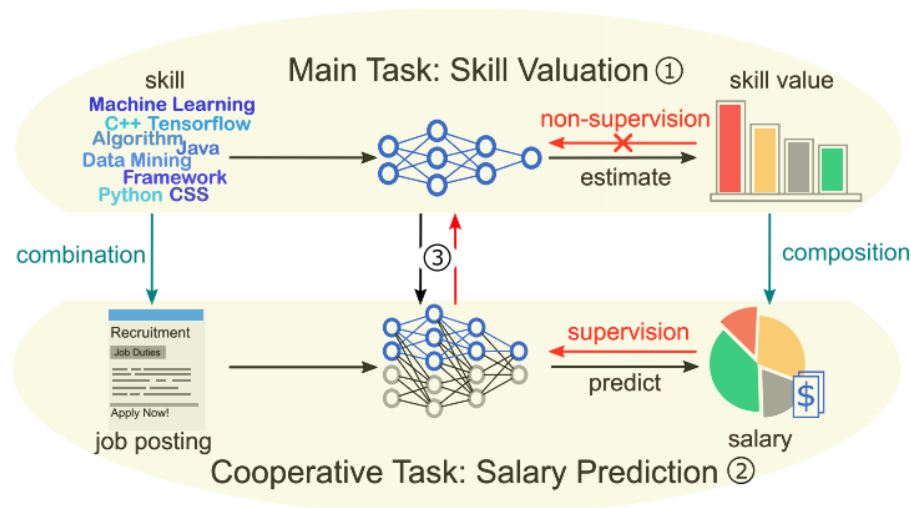 Main Task: Skill Valuation ①
skill
skill value
Machine Learning
C++ Tensorflow
Algorithm
Java
Data Mining
Framework
Python CSS
non-supervision
estimate
combination
③
composition
Recruitment
Job Duties
Apply Now!
job posting
supervision
predict
$
salary
Cooperative Task: Salary Prediction ②